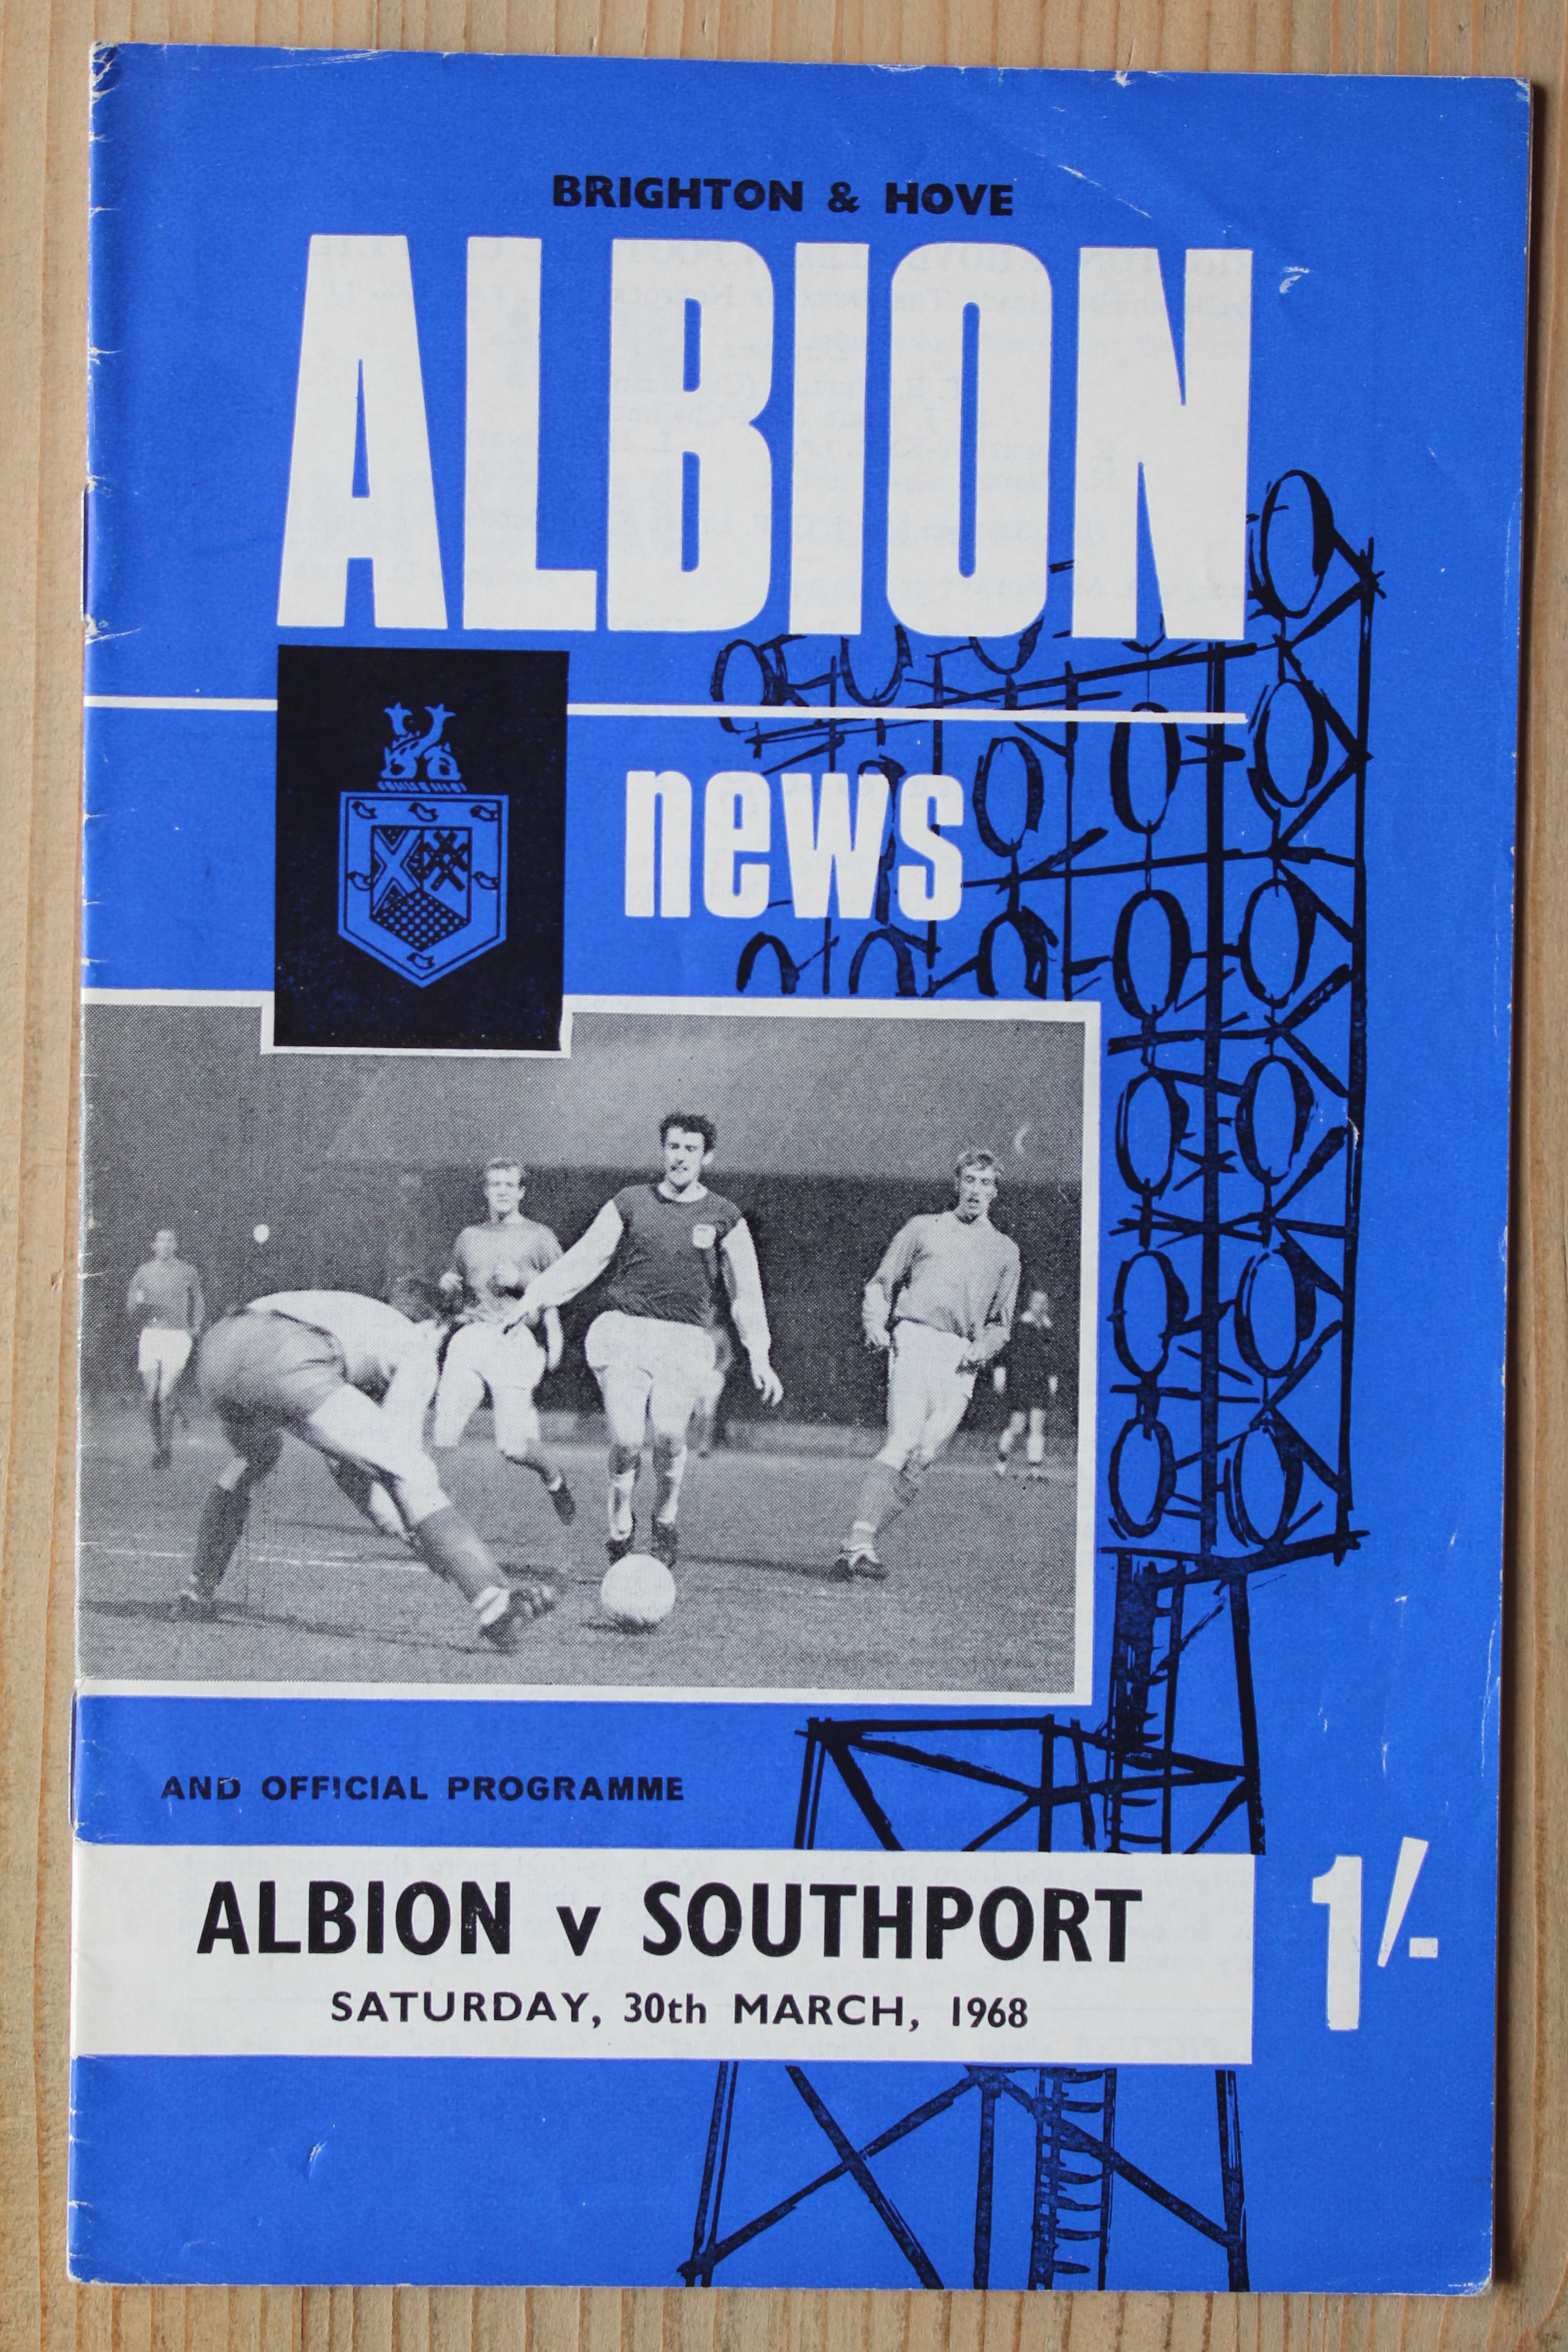 BRIGHTON & HOVE
ALBION
news
AND OFFICIAL PROGRAMME
ALBION v SOUTHPORT
SATURDAY, 30th MARCH, 1968
1/-